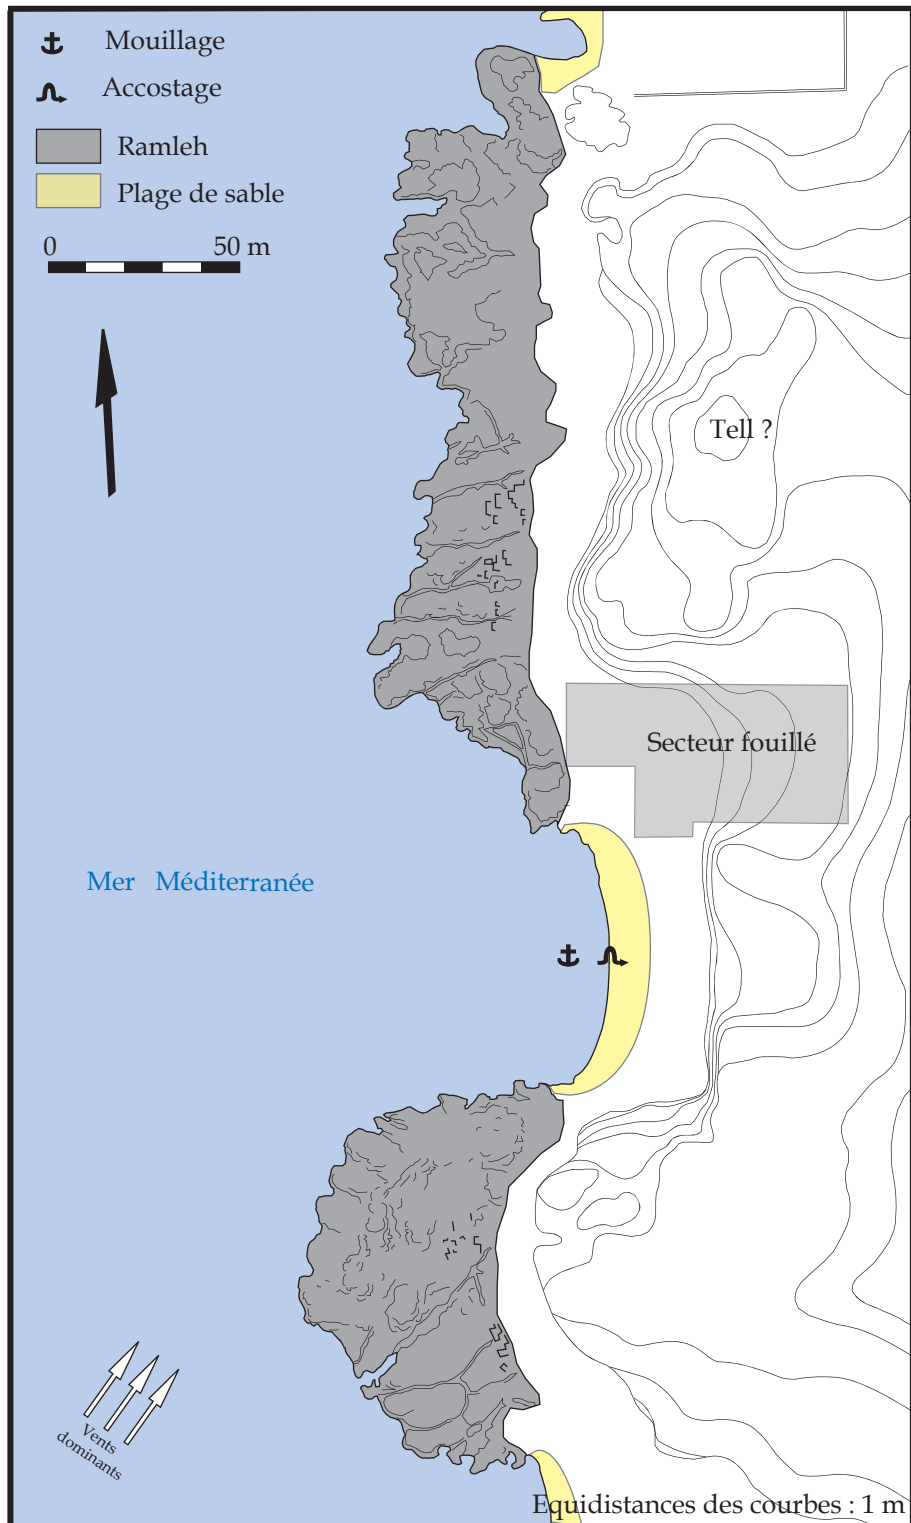 Mouillage
Accostage
Ramleh
Plage de sable
0 50 m
Tell ?
Secteur fouillé
Mer Méditerranée
Vents
dominants
Equidistances des courbes : 1 m